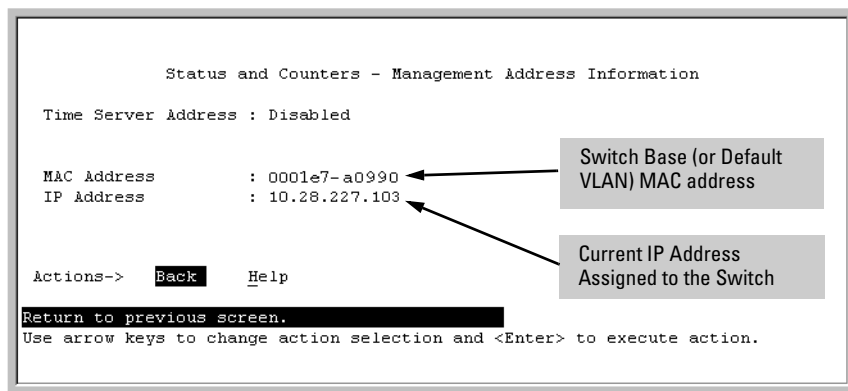 Status and Counters - Management Address Information
Time Server Address : Disabled
MAC Address : 0001e7-a0990
IP Address : 10.28.227.103
Switch Base (or Default
VLAN) MAC address
Current IP Address
Assigned to the Switch
Actions-> Back Help
Return to previous screen.
Use arrow keys to change action selection and <Enter> to execute action.